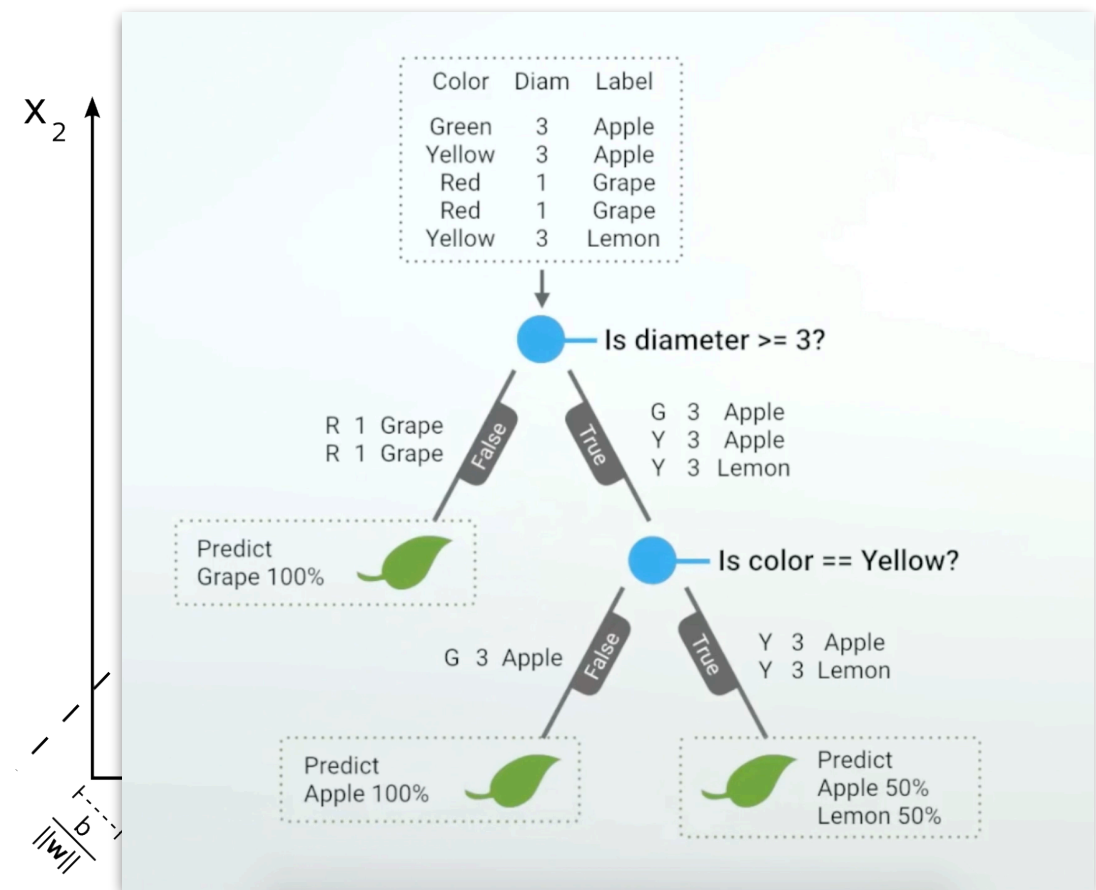 X 2
Color Diam Label
Green 3 Apple
Yellow 3 Apple
Red 1 Grape
Red 1 Grape
Yellow 3 Lemon
Is diameter >= 3?
R 1 Grape
R 1 Grape
False
True
G 3 Apple
Y 3 Apple
Y 3 Lemon
Predict
Grape 100%
Is color == Yellow?
G 3 Apple
False
True
Y 3 Apple
Y 3 Lemon
Predict
Apple 100%
Predict
Apple 50%
Lemon 50%
b
||w||